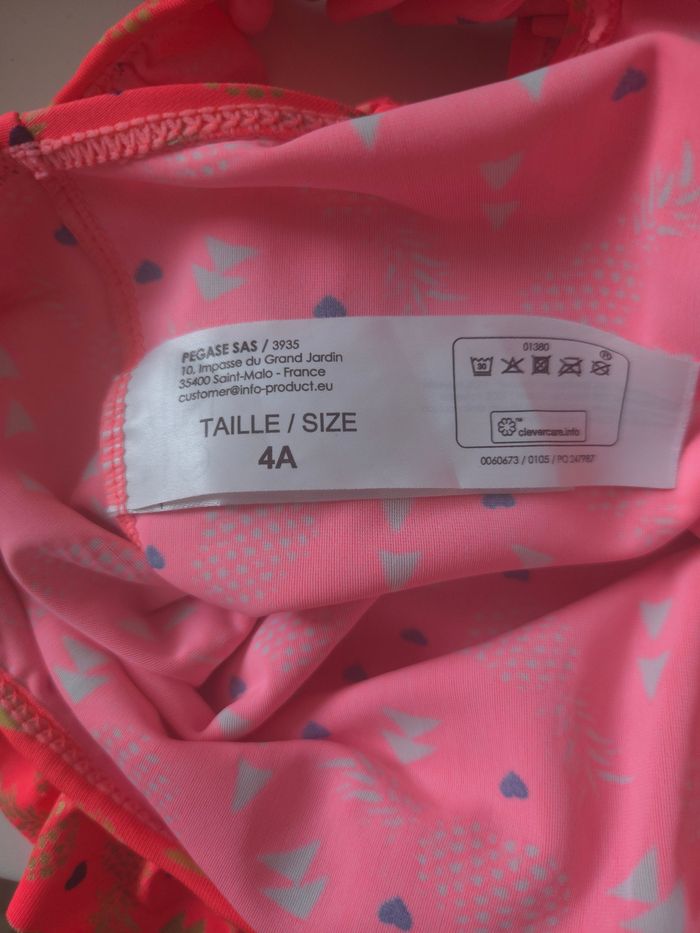 PEGASE SAS / 3935
10, Impasse du Grand Jardin
35400 Saint-Malo - France
customer@info-product.eu
TAILLE / SIZE
4A
01380
30
P
TM
clevercare.info
0060673 / 0105 / PO 247987